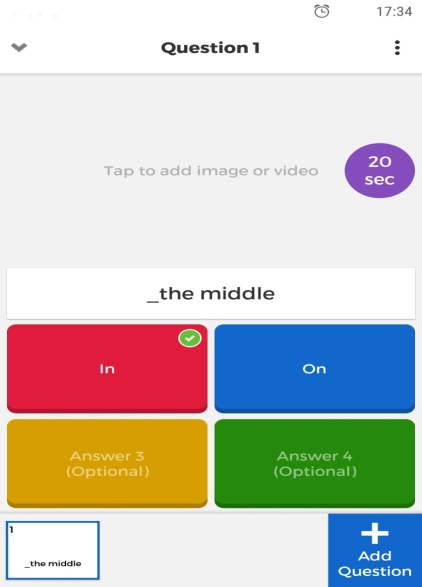 17:34
Question 1
Tap to add image or video
20
sec
_the middle
In
On
Answer 3
(Optional)
Answer 4
(Optional)
1
_the middle
Add
Question